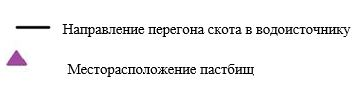 Направление перегона скота в водоисточнику
Месторасположение пастбищ